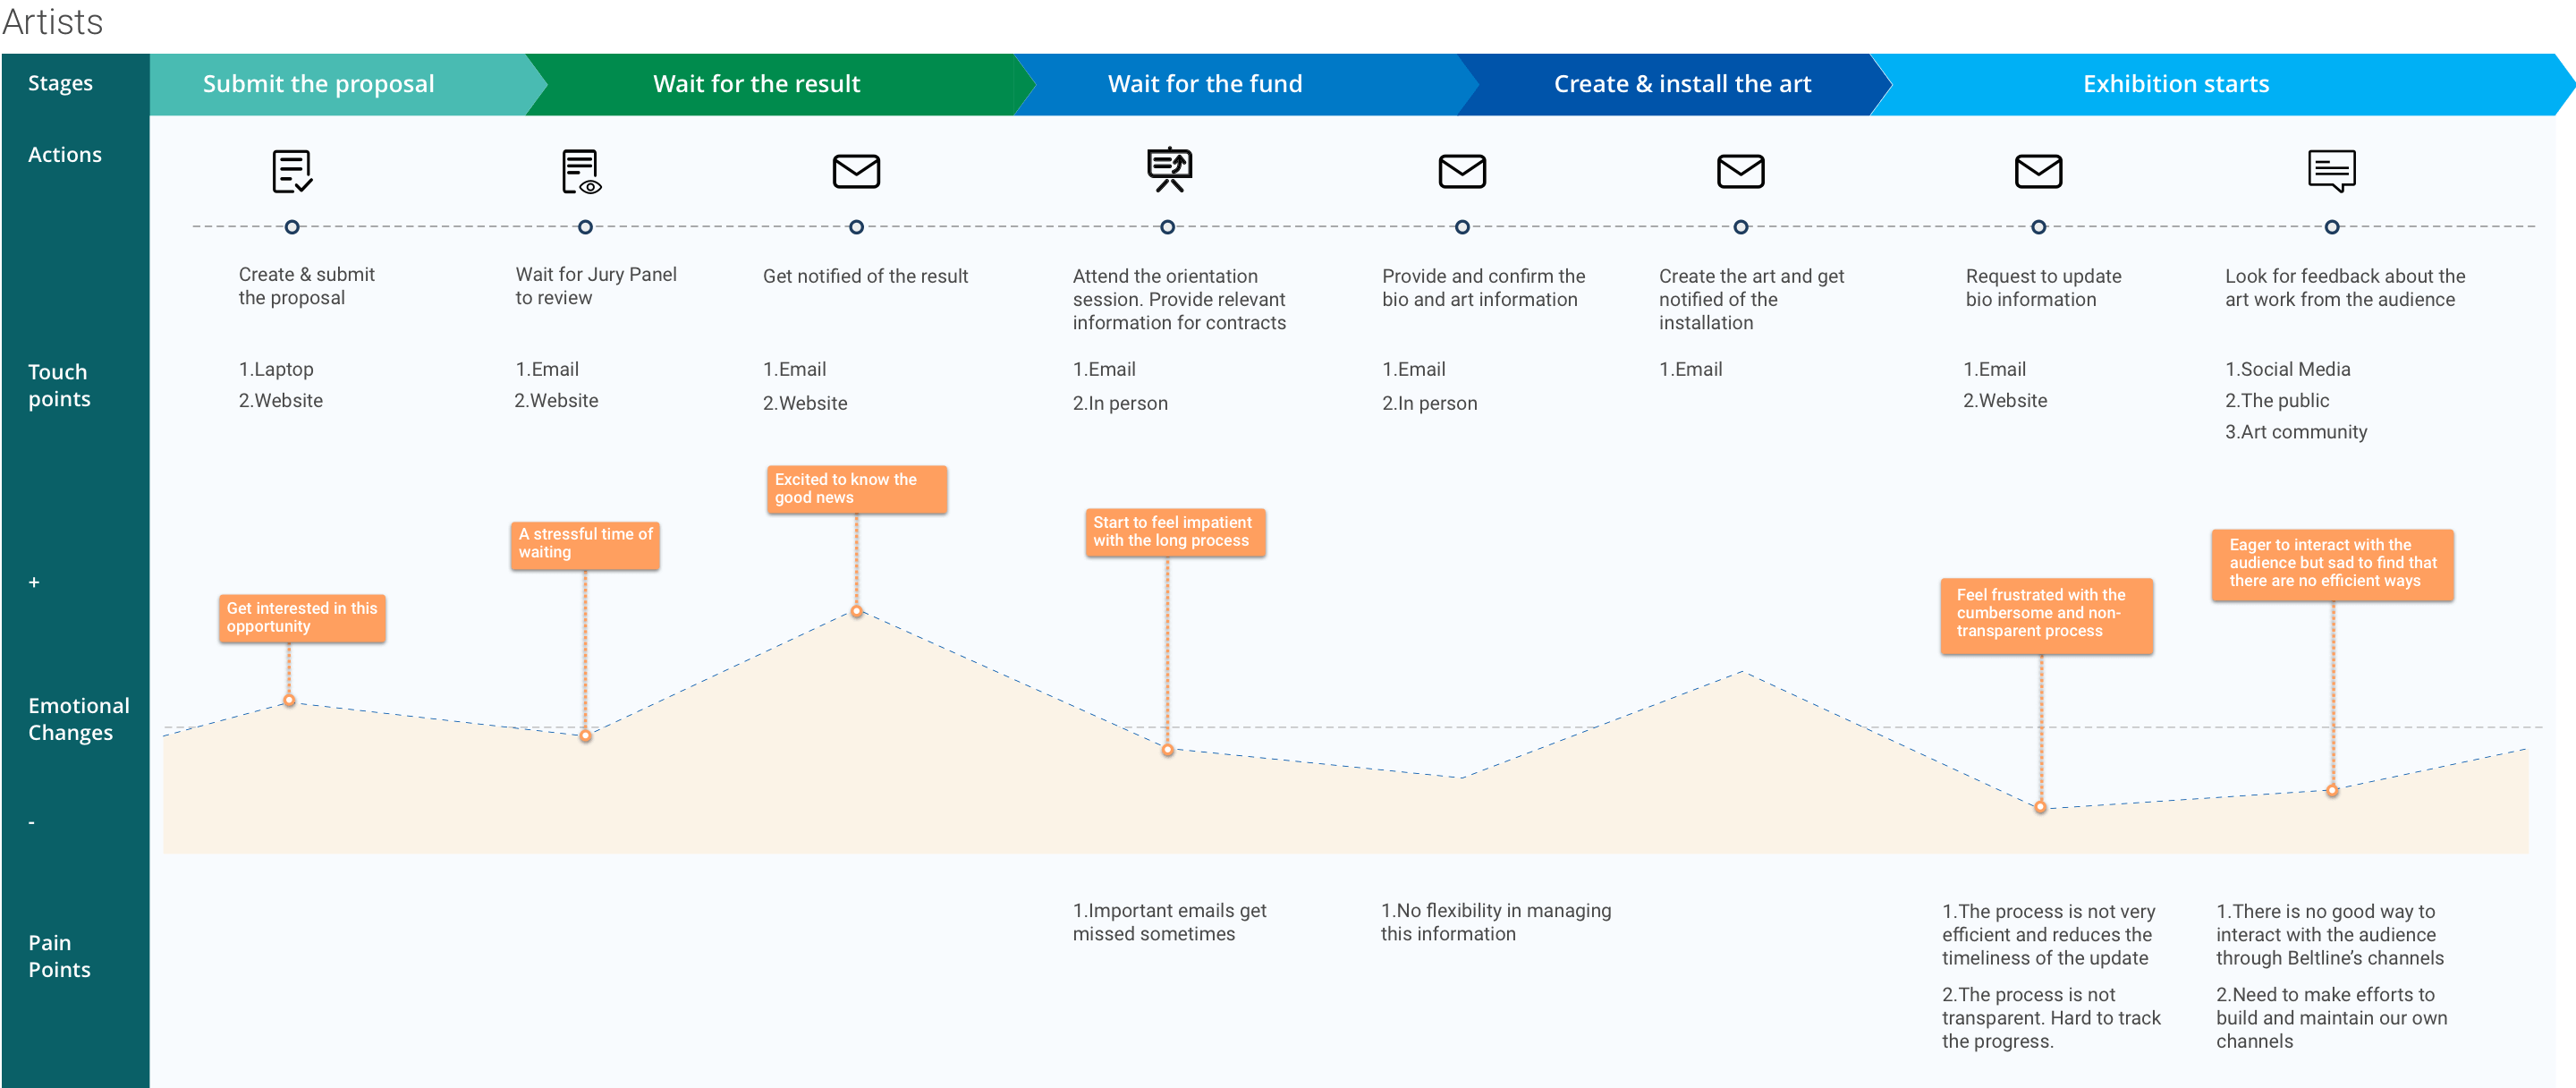 Artists
Stages
Submit the proposal
Wait for the result
Wait for the fund
Create & install the art
Exhibition starts
Actions
Create & submit
the proposal
Wait for Jury Panel
to review
Get notified of the result
Attend the orientation
session. Provide relevant
information for contracts
Provide and confirm the
bio and art information
Create the art and get
notified of the
installation
Request to update
bio information
Look for feedback about the
art work from the audience
Touch
points
1.Laptop
2.Website
1.Email
2.Website
1.Email
2.Website
1.Email
2.In person
1.Email
2.In person
1.Email
1.Email
2.Website
1.Social Media
2.The public
3.Art community
+
Emotional
Changes
-
Get interested in this
opportunity
A stressful time of
waiting
Excited to know the
good news
Start to feel impatient
with the long process
Feel frustrated with the
cumbersome and non-
transparent process
Eager to interact with the
audience but sad to find that
there are no efficient ways
Pain
Points
1.Important emails get
missed sometimes
1.No flexibility in managing
this information
1.The process is not very
efficient and reduces the
timeliness of the update
2.The process is not
transparent. Hard to track
the progress.
1.There is no good way to
interact with the audience
through Beltline’s channels
2.Need to make efforts to
build and maintain our own
channels